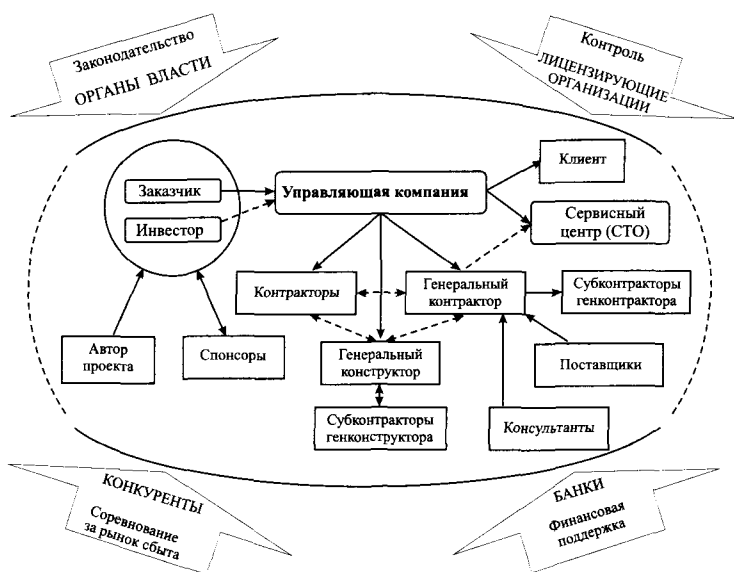 Законодательство
ОРГАНЫ ВЛАСТИ
Контроль
ЛИЦЕНЗИРУЮЩИЕ
ОРГАНИЗАЦИИ
Клиент
Заказчик
Управляющая компания
Инвестор
Сервисный
центр (СТО)
Контракторы
Генеральный
контрактор
Субконтракторы
генконтрактора
Автор
проекта
Спонсоры
Генеральный
конструктор
Поставщики
Субконтракторы
генконструктора
Консультанты
КОНКУРЕНТЫ
Соревнование
за рынок сбыта
БАНКИ
Финансовая
поддержка